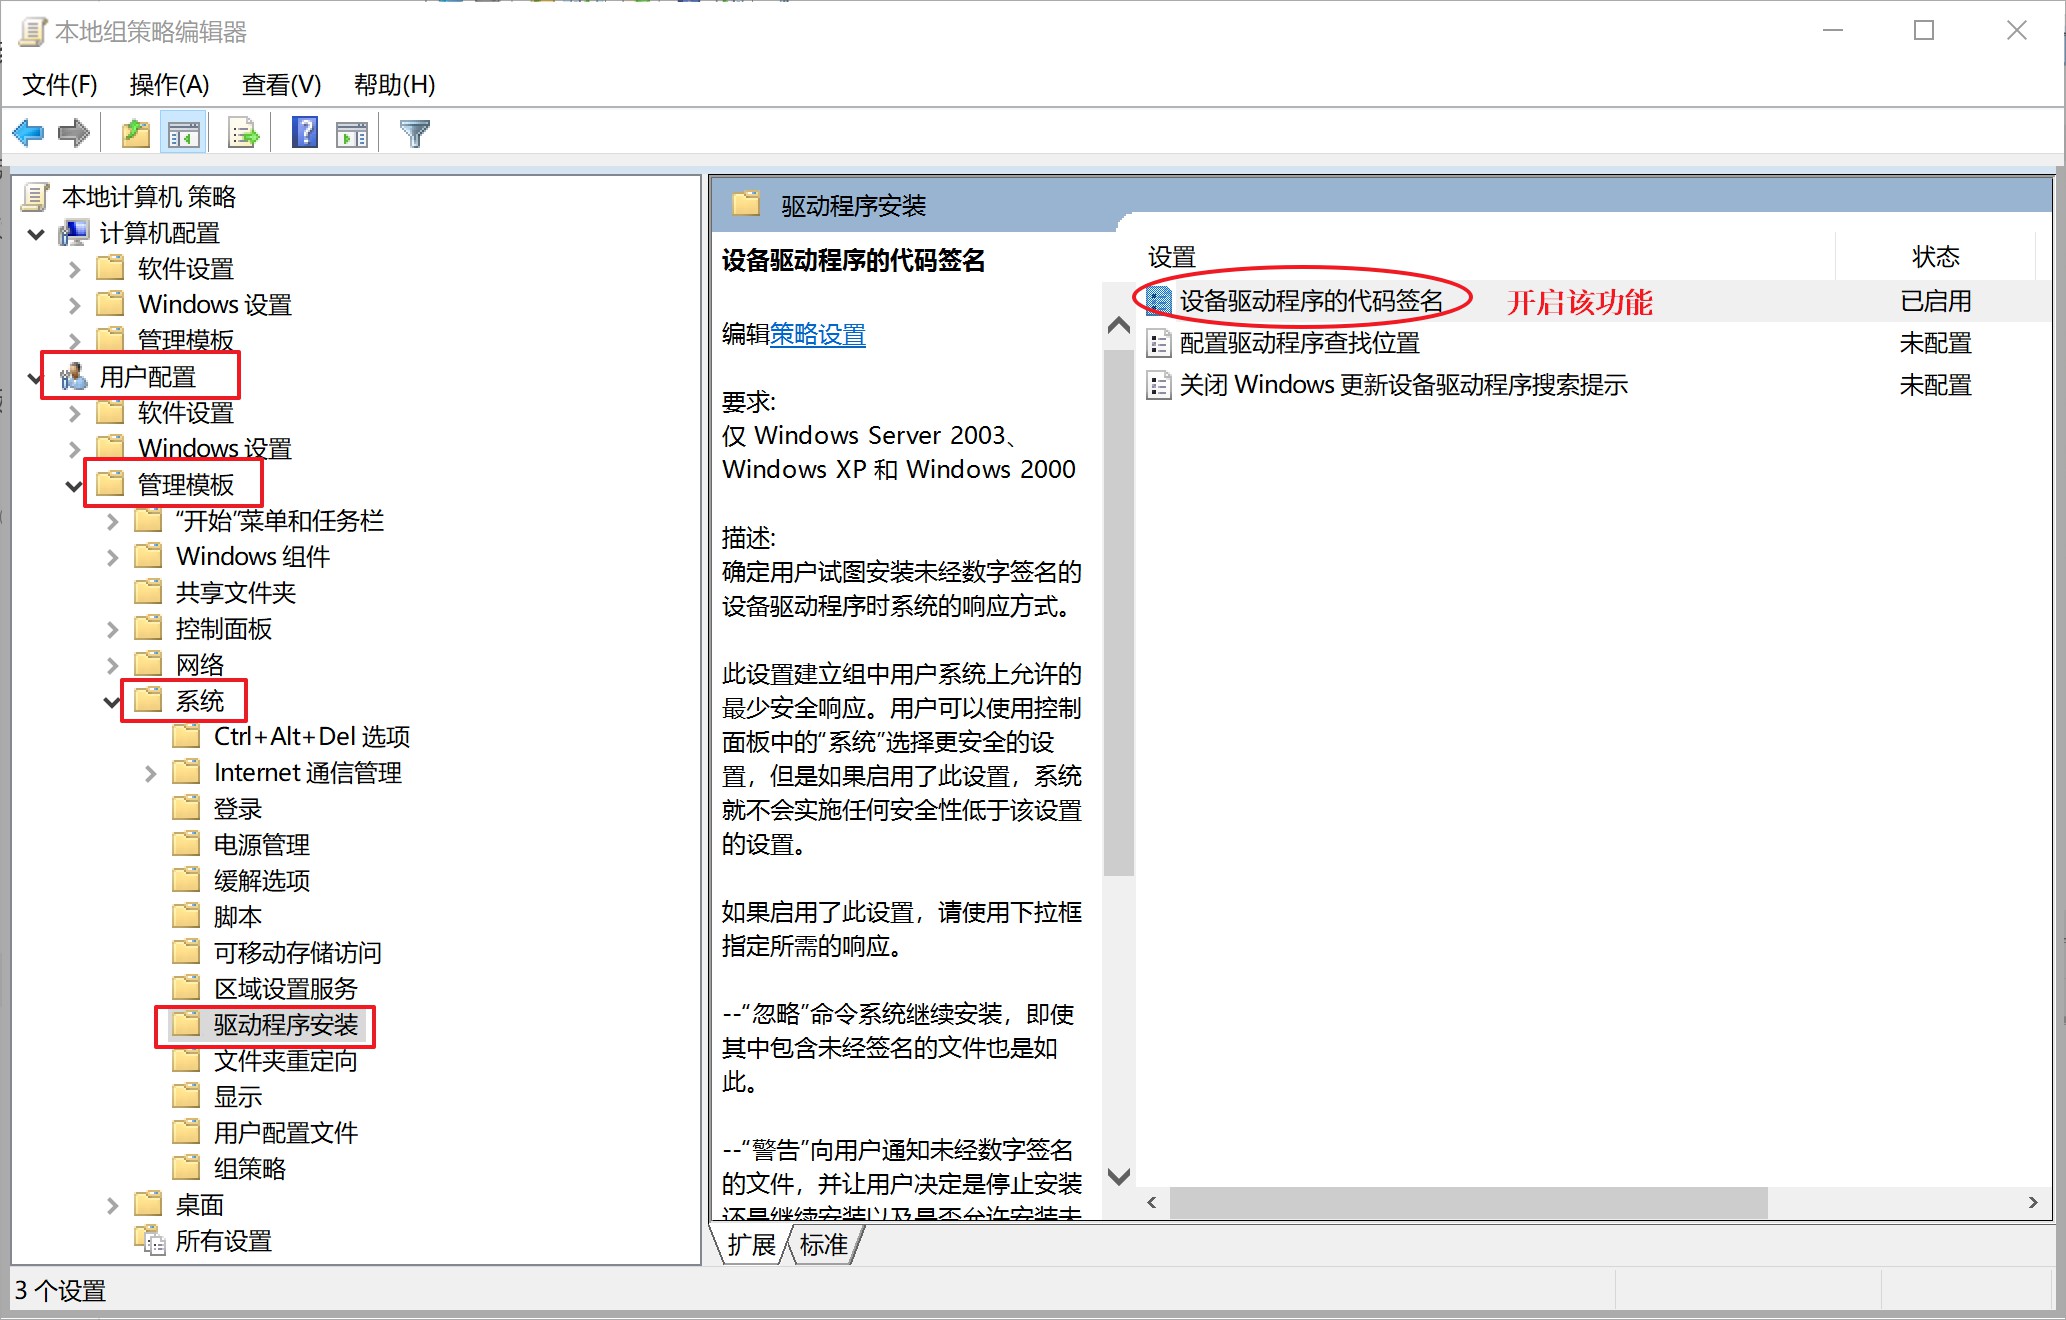 本地组策略编辑器
文件(F) 操作(A) 查看(V) 帮助(H)
本地计算机 策略
计算机配置
软件设置
Windows 设置
管理模板
用户配置
软件设置
Windows 设置
管理模板
“开始”菜单和任务栏
Windows 组件
共享文件夹
控制面板
网络
系统
Ctrl+Alt+Del 选项
Internet 通信管理
登录
电源管理
缓解选项
脚本
可移动存储访问
区域设置服务
驱动程序安装
文件夹重定向
显示
用户配置文件
组策略
桌面
所有设置
驱动程序安装
设备驱动程序的代码签名
编辑策略设置
要求:
仅 Windows Server 2003、
Windows XP 和 Windows 2000
描述:
确定用户试图安装未经数字签名的
设备驱动程序时系统的响应方式。
此设置建立组中用户系统上允许的
最少安全响应。用户可以使用控制
面板中的“系统”选择更安全的设
置，但是如果启用了此设置，系统
就不会实施任何安全性低于该设置
的设置。
如果启用了此设置，请使用下拉框
指定所需的响应。
--“忽略”命令系统继续安装，即使
其中包含未经签名的文件也是如
此。
--“警告”向用户通知未经数字签名
的文件，并让用户决定是停止安装
还是继续安装以及是否允许安装未
设置 状态
设备驱动程序的代码签名 开启该功能 已启用
配置驱动程序查找位置 未配置
关闭 Windows 更新设备驱动程序搜索提示 未配置
扩展 标准
3 个设置